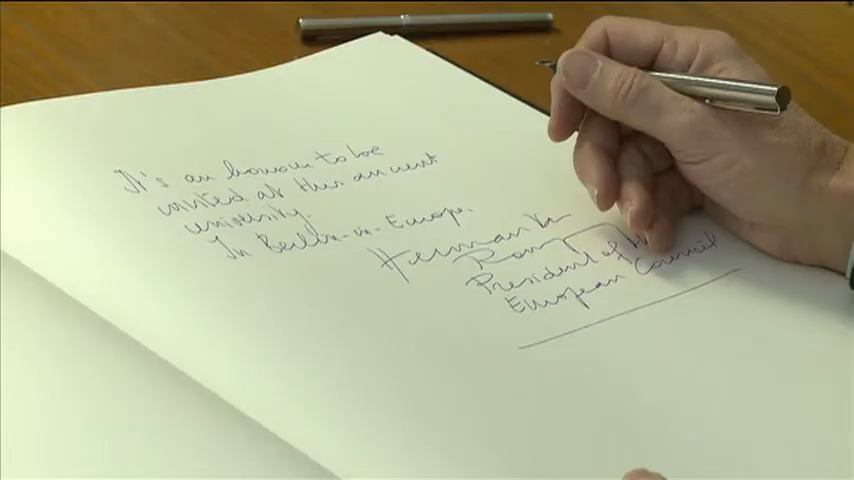 It's an honour to be
invited at this ancient
university.
In Berlin-in-Europe.
Herman Van
Rompuy
President of the
European Council